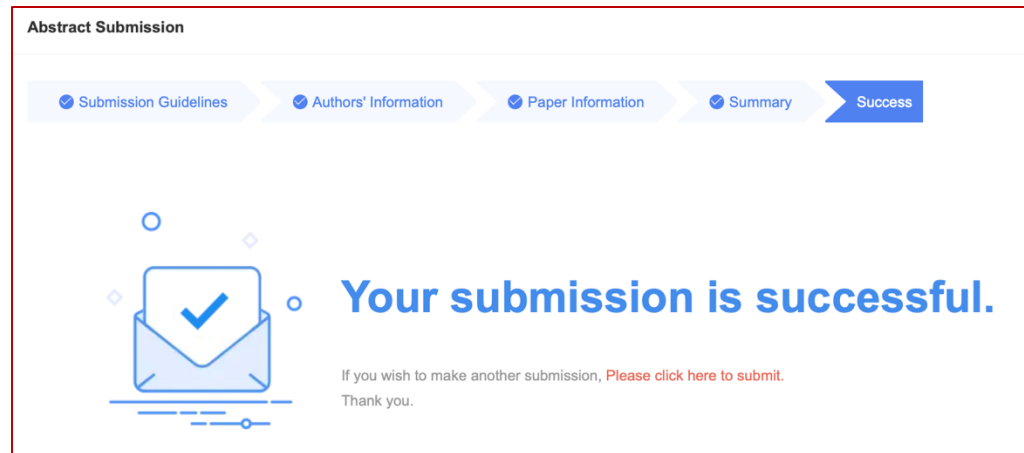 Abstract Submission
Submission Guidelines Authors' Information Paper Information Summary Success
Your submission is successful.
If you wish to make another submission, Please click here to submit.
Thank you.